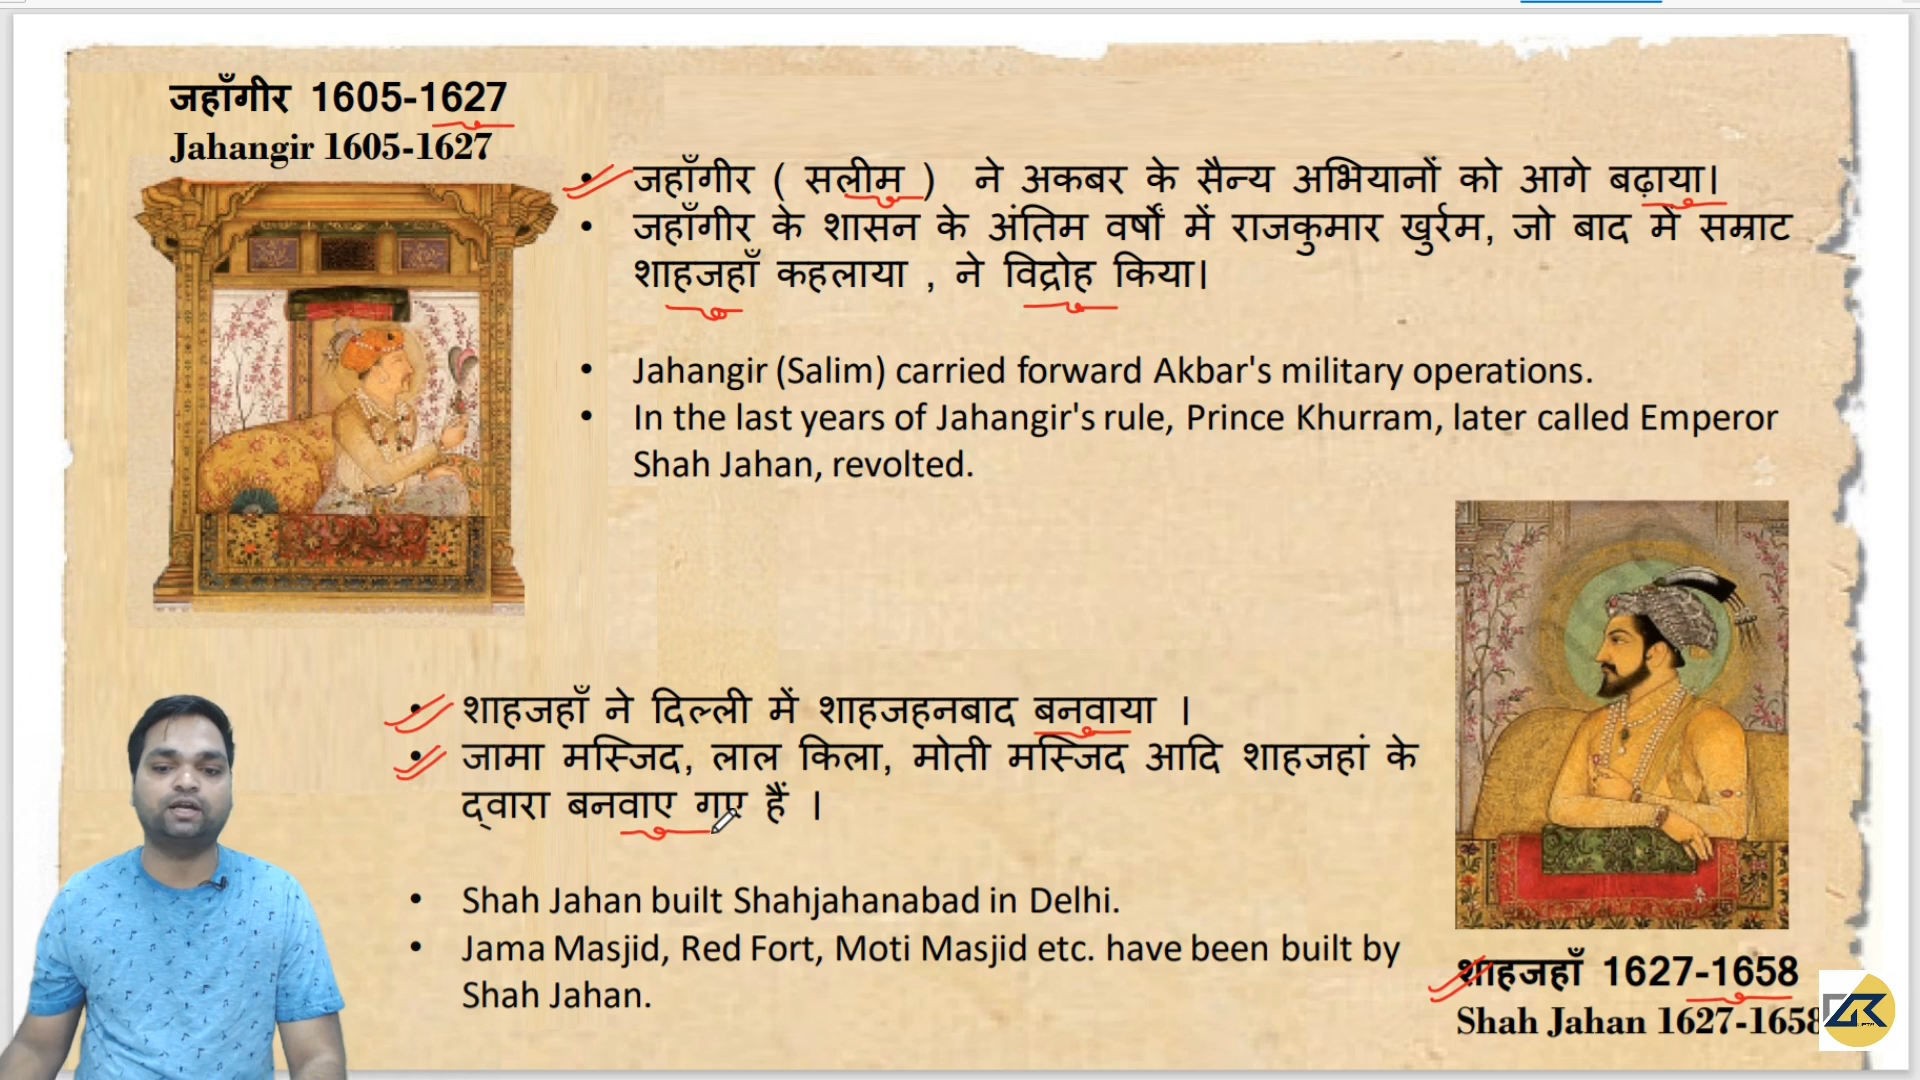 जहाँगीर 1605-1627
Jahangir 1605-1627
• जहाँगीर ( सलीम ) ने अकबर के सैन्य अभियानों को आगे बढ़ाया।
• जहाँगीर के शासन के अंतिम वर्षों में राजकुमार खुर्रम, जो बाद में सम्राट
शाहजहाँ कहलाया , ने विद्रोह किया।
• Jahangir (Salim) carried forward Akbar's military operations.
• In the last years of Jahangir's rule, Prince Khurram, later called Emperor
Shah Jahan, revolted.
• शाहजहाँ ने दिल्ली में शाहजहनबाद बनवाया ।
• जामा मस्जिद, लाल किला, मोती मस्जिद आदि शाहजहां के
द्वारा बनवाए गए हैं ।
• Shah Jahan built Shahjahanabad in Delhi.
• Jama Masjid, Red Fort, Moti Masjid etc. have been built by
Shah Jahan.
शाहजहाँ 1627-1658
Shah Jahan 1627-1658